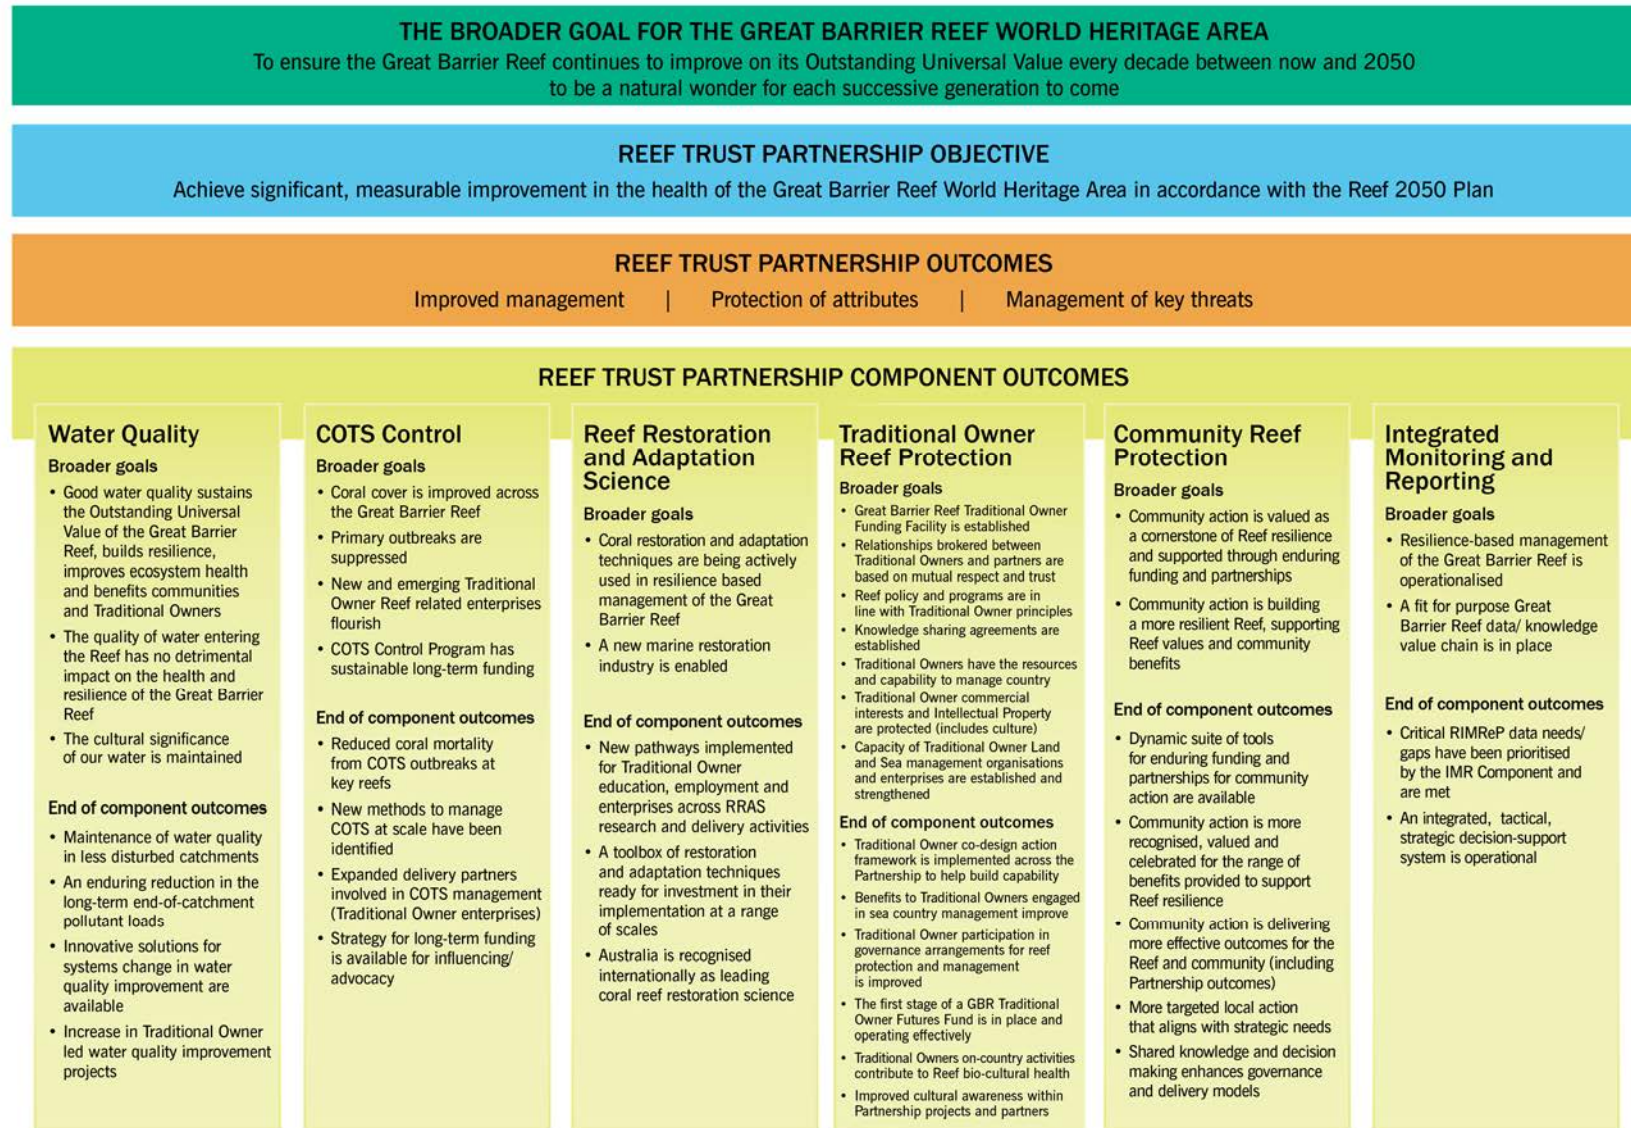 THE BROADER GOAL FOR THE GREAT BARRIER REEF WORLD HERITAGE AREA
To ensure the Great Barrier Reef continues to improve on its Outstanding Universal Value every decade between now and 2050
to be a natural wonder for each successive generation to come
REEF TRUST PARTNERSHIP OBJECTIVE
Achieve significant, measurable improvement in the health of the Great Barrier Reef World Heritage Area in accordance with the Reef 2050 Plan
REEF TRUST PARTNERSHIP OUTCOMES
Improved management | Protection of attributes | Management of key threats
REEF TRUST PARTNERSHIP COMPONENT OUTCOMES
Water Quality
Broader goals
• Good water quality sustains
the Outstanding Universal
Value of the Great Barrier
Reef, builds resilience,
improves ecosystem health
and benefits communities
and Traditional Owners
• The quality of water entering
the Reef has no detrimental
impact on the health and
resilience of the Great Barrier
Reef
• The cultural significance
of our water is maintained
End of component outcomes
• Maintenance of water quality
in less disturbed catchments
• An enduring reduction in the
long-term end-of-catchment
pollutant loads
• Innovative solutions for
systems change in water
quality improvement are
available
• Increase in Traditional Owner
led water quality improvement
projects
COTS Control
Broader goals
• Coral cover is improved across
the Great Barrier Reef
• Primary outbreaks are
suppressed
• New and emerging Traditional
Owner Reef related enterprises
flourish
• COTS Control Program has
sustainable long-term funding
End of component outcomes
• Reduced coral mortality
from COTS outbreaks at
key reefs
• New methods to manage
COTS at scale have been
identified
• Expanded delivery partners
involved in COTS management
(Traditional Owner enterprises)
• Strategy for long-term funding
is available for influencing/
advocacy
Reef Restoration
and Adaptation
Science
Broader goals
• Coral restoration and adaptation
techniques are being actively
used in resilience based
management of the Great
Barrier Reef
• A new marine restoration
industry is enabled
End of component outcomes
• New pathways implemented
for Traditional Owner
education, employment and
enterprises across RRAS
research and delivery activities
• A toolbox of restoration
and adaptation techniques
ready for investment in their
implementation at a range
of scales
• Australia is recognised
internationally as leading
coral reef restoration science
Traditional Owner
Reef Protection
Broader goals
• Great Barrier Reef Traditional Owner
Funding Facility is established
• Relationships brokered between
Traditional Owners and partners are
based on mutual respect and trust
• Reef policy and programs are in
line with Traditional Owner principles
• Knowledge sharing agreements are
established
• Traditional Owners have the resources
and capability to manage country
• Traditional Owner commercial
interests and Intellectual Property
are protected (includes culture)
• Capacity of Traditional Owner Land
and Sea management organisations
and enterprises are established and
strengthened
End of component outcomes
• Traditional Owner co-design action
framework is implemented across the
Partnership to help build capability
• Benefits to Traditional Owners engaged
in sea country management improve
• Traditional Owner participation in
governance arrangements for reef
protection and management
is improved
• The first stage of a GBR Traditional
Owner Futures Fund is in place and
operating effectively
• Traditional Owners on-country activities
contribute to Reef bio-cultural health
• Improved cultural awareness within
Partnership projects and partners
Community Reef
Protection
Broader goals
• Community action is valued as
a cornerstone of Reef resilience
and supported through enduring
funding and partnerships
• Community action is building
a more resilient Reef, supporting
Reef values and community
benefits
End of component outcomes
• Dynamic suite of tools
for enduring funding and
partnerships for community
action are available
• Community action is more
recognised, valued and
celebrated for the range of
benefits provided to support
Reef resilience
• Community action is delivering
more effective outcomes for the
Reef and community (including
Partnership outcomes)
• More targeted local action
that aligns with strategic needs
• Shared knowledge and decision
making enhances governance
and delivery models
Integrated
Monitoring and
Reporting
Broader goals
• Resilience-based management
of the Great Barrier Reef is
operationalised
• A fit for purpose Great
Barrier Reef data/ knowledge
value chain is in place
End of component outcomes
• Critical RIMReP data needs/
gaps have been prioritised
by the IMR Component and
are met
• An integrated, tactical,
strategic decision-support
system is operational